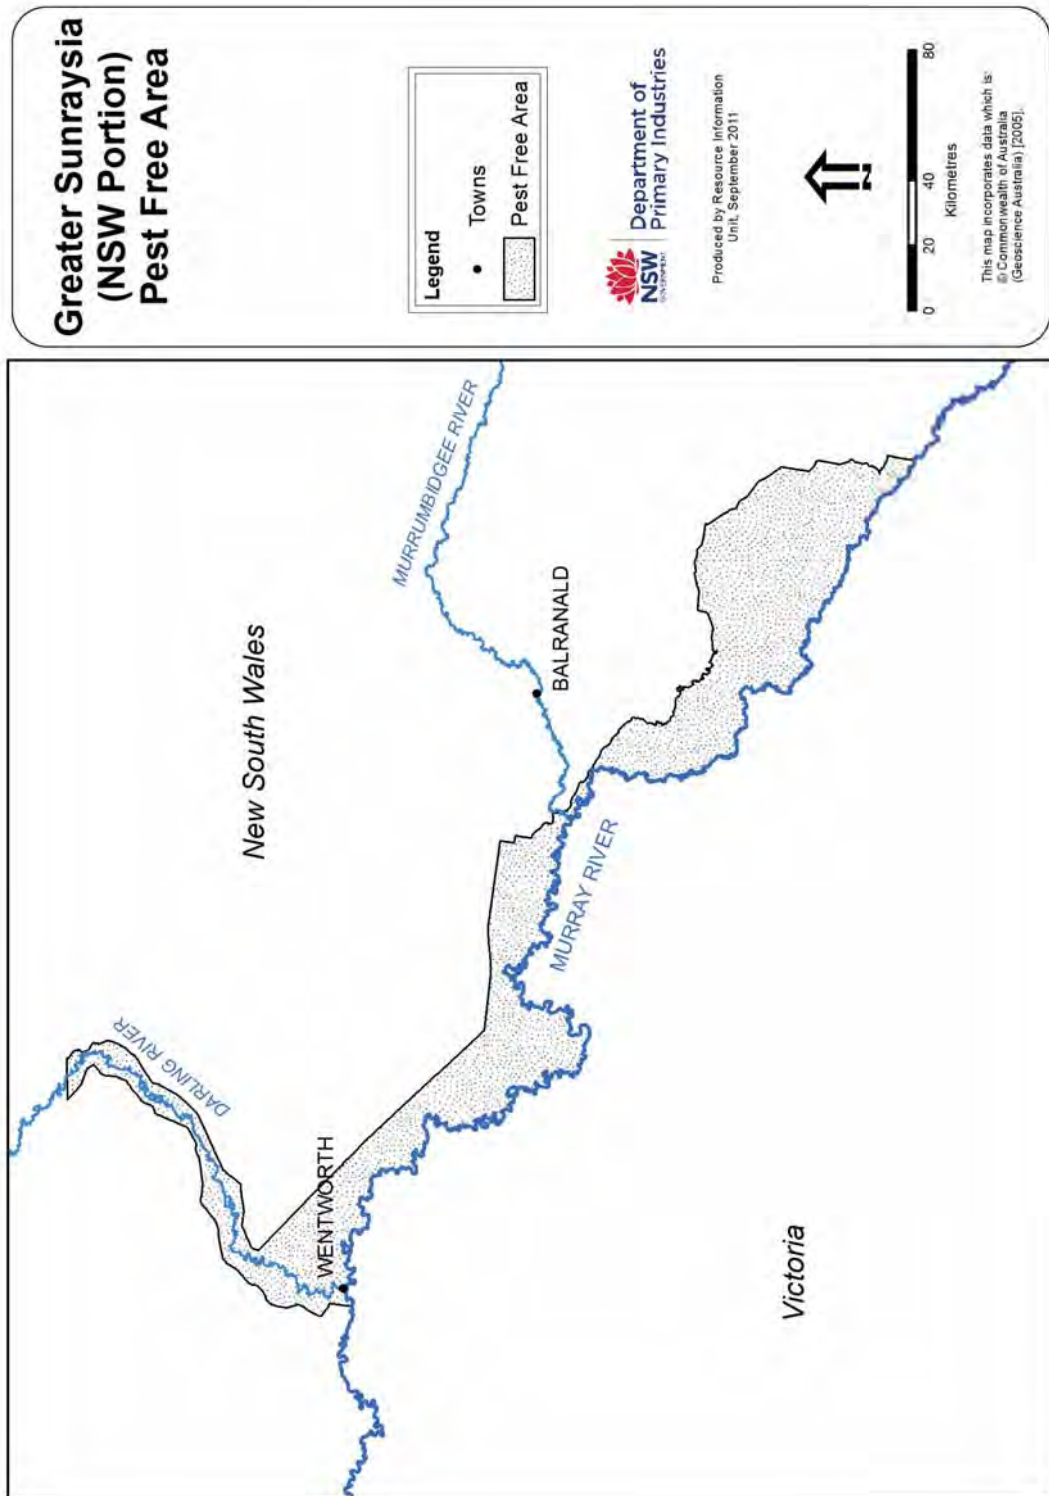 Greater Sunraysia
(NSW Portion)
Pest Free Area
Legend
Towns
Pest Free Area
NSW
GOVERNMENT
Department of
Primary Industries
Produced by Resource Information
Unit, September 2011
N
0 20 40 80
Kilometres
This map incorporates data which is:
© Commonwealth of Australia
(Geoscience Australia) [2005].
New South Wales
MURRUMBIDGEE RIVER
BALRANALD
DARLING RIVER
WENTWORTH
MURRAY RIVER
Victoria